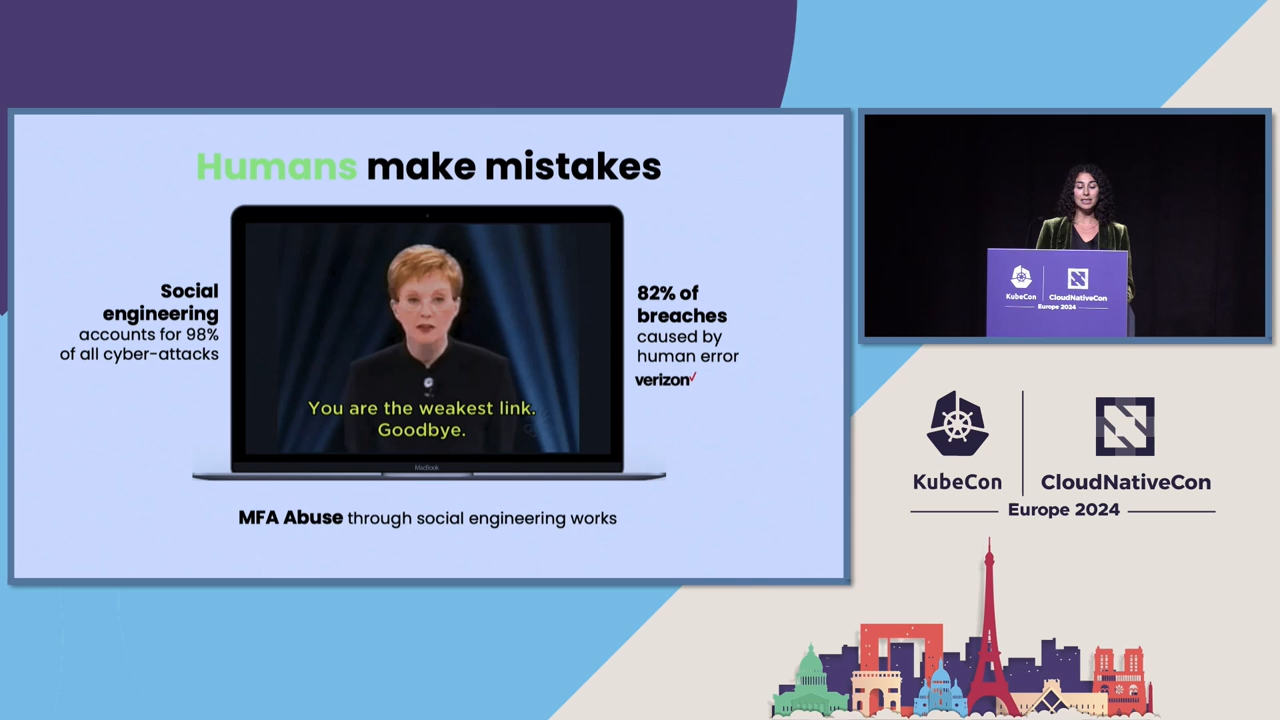 Humans make mistakes
Social
engineering
accounts for 98%
of all cyber-attacks
You are the weakest link.
Goodbye.
MacBook
82% of
breaches
caused by
human error
verizon✓
MFA Abuse through social engineering works
KubeCon
CloudNativeCon
Europe 2024
KubeCon
CloudNativeCon
Europe 2024